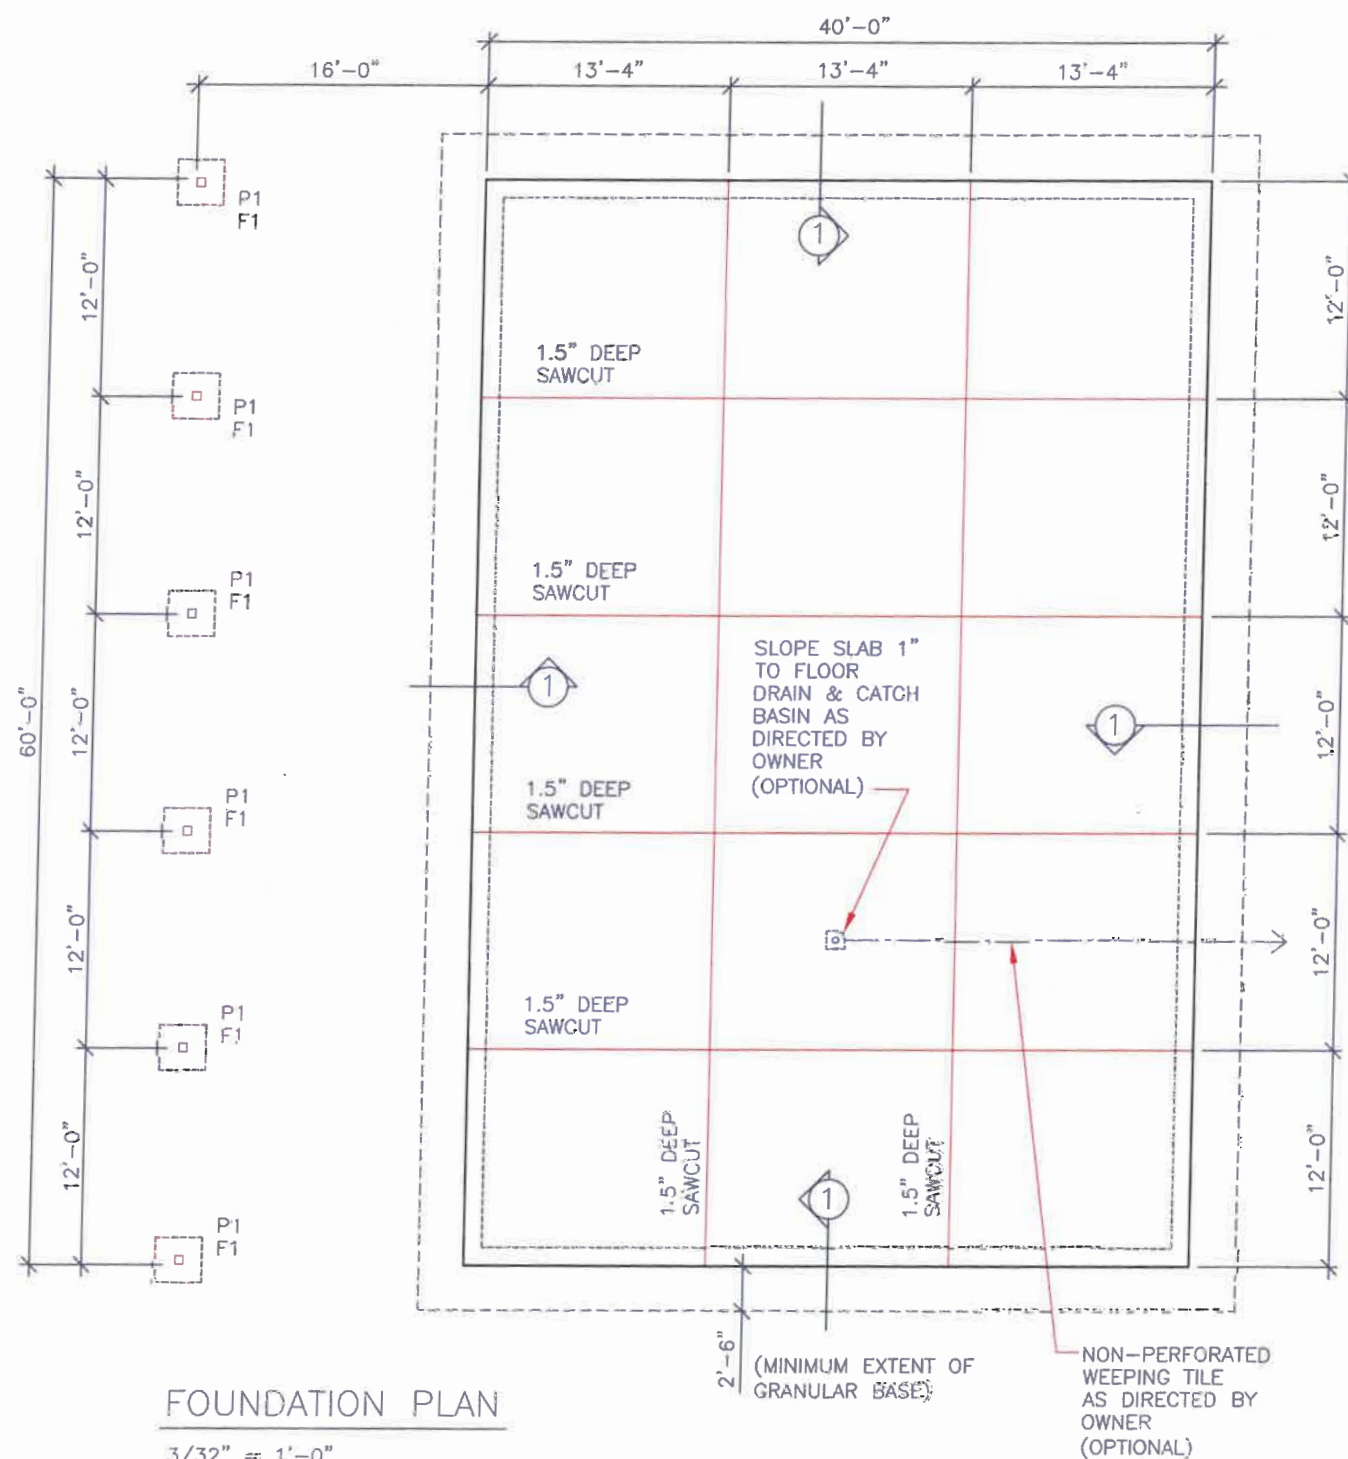 40'-0"
16'-0"
13'-4"
13'-4"
13'-4"
P1
F1
12'-0"
12'-0"
1
1.5" DEEP
SAWCUT
P1
F1
12'-0"
12'-0"
1.5" DEEP
SAWCUT
P1
F1
SLOPE SLAB 1"
TO FLOOR
DRAIN & CATCH
BASIN AS
DIRECTED BY
OWNER
(OPTIONAL)
60'-0"
12'-0"
1
1
12'-0"
1.5" DEEP
SAWCUT
P1
F1
12'-0"
12'-0"
1.5" DEEP
SAWCUT
P1
F1
12'-0"
1.5" DEEP
SAWCUT
1.5" DEEP
SAWCUT
1
12'-0"
P1
F1
2'-6"
(MINIMUM EXTENT OF
GRANULAR BASE)
NON-PERFORATED
WEEPING TILE
AS DIRECTED BY
OWNER
(OPTIONAL)
FOUNDATION PLAN
3/32" = 1'-0"